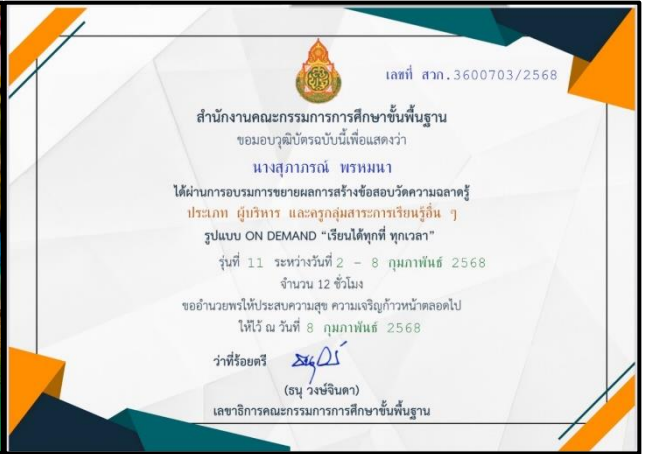 เลขที่ สวก.3600703/2568
สำนักงานคณะกรรมการการศึกษาขั้นพื้นฐาน
ขอมอบวุฒิบัตรฉบับนี้เพื่อแสดงว่า
นางสุภาภรณ์ พรหมนา
ได้ผ่านการอบรมการขยายผลการสร้างข้อสอบวัดความฉลาดรู้
ประเภท ผู้บริหาร และครูกลุ่มสาระการเรียนรู้อื่น ๆ
รูปแบบ ON DEMAND “เรียนได้ทุกที่ ทุกเวลา”
รุ่นที่ 11 ระหว่างวันที่ 2 - 8 กุมภาพันธ์ 2568
จำนวน 12 ชั่วโมง
ขออำนวยพรให้ประสบความสุข ความเจริญก้าวหน้าตลอดไป
ให้ไว้ ณ วันที่ 8 กุมภาพันธ์ 2568
ว่าที่ร้อยตรี
(ธนุ วงษ์จินดา)
เลขาธิการคณะกรรมการการศึกษาขั้นพื้นฐาน